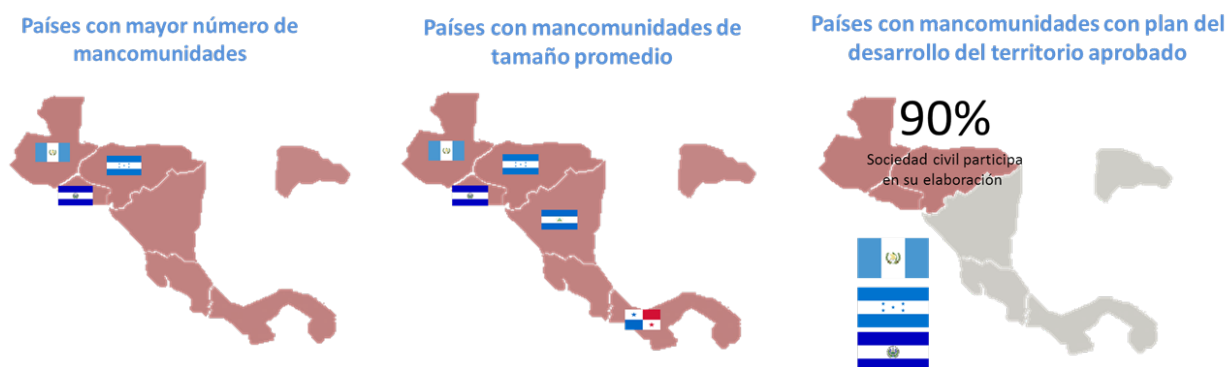 Países con mayor número de
mancomunidades
Países con mancomunidades de
tamaño promedio
Países con mancomunidades con plan del
desarrollo del territorio aprobado
90%
Sociedad civil participa
en su elaboración